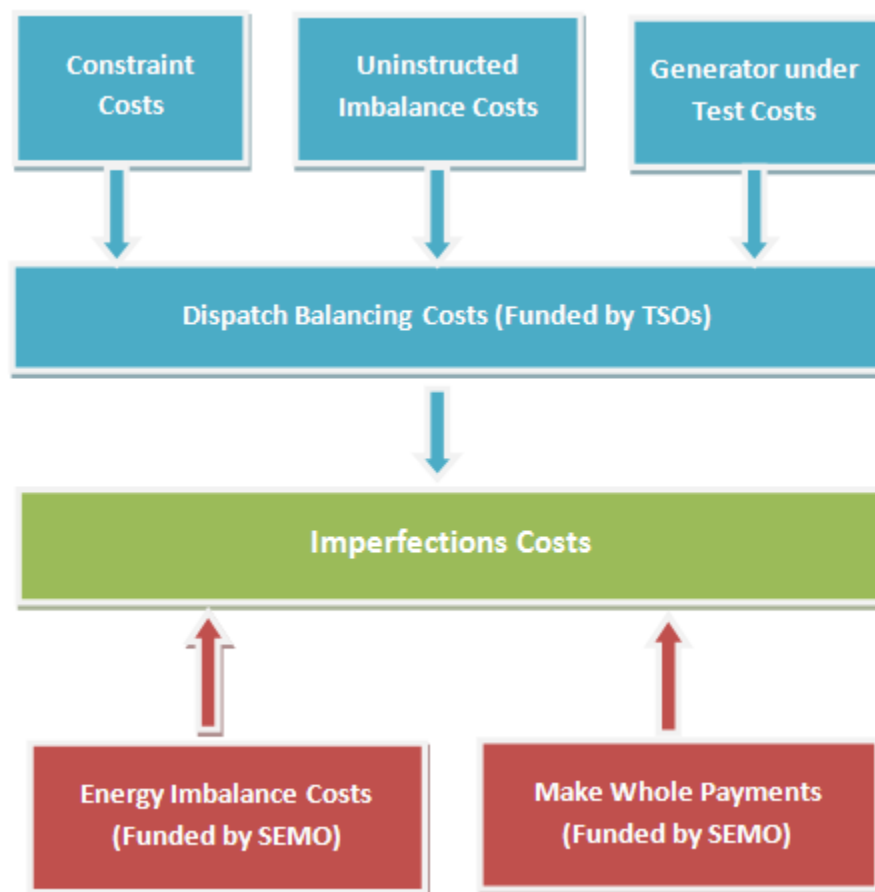 Constraint
Costs
Uninstructed
Imbalance Costs
Generator under
Test Costs
Dispatch Balancing Costs (Funded by TSOs)
Imperfections Costs
Energy Imbalance Costs
(Funded by SEMO)
Make Whole Payments
(Funded by SEMO)